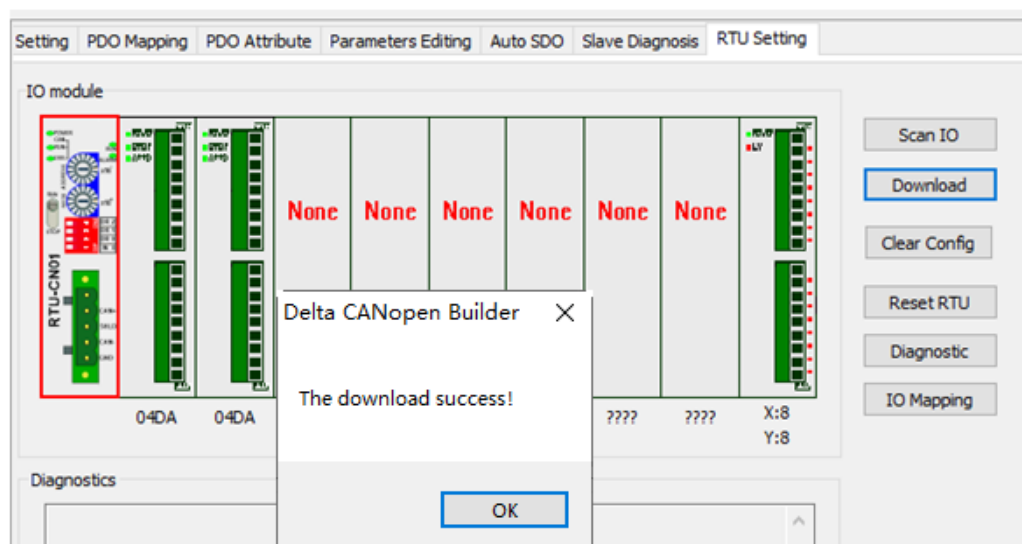 Setting PDO Mapping PDO Attribute Parameters Editing Auto SDO Slave Diagnosis RTU Setting
IO module
Scan IO
Download
Clear Config
Reset RTU
Diagnostic
IO Mapping
RTU-CN01
None None None None None None
04DA 04DA ???? ???? X:8
Y:8
Delta CANopen Builder
The download success!
OK
Diagnostics